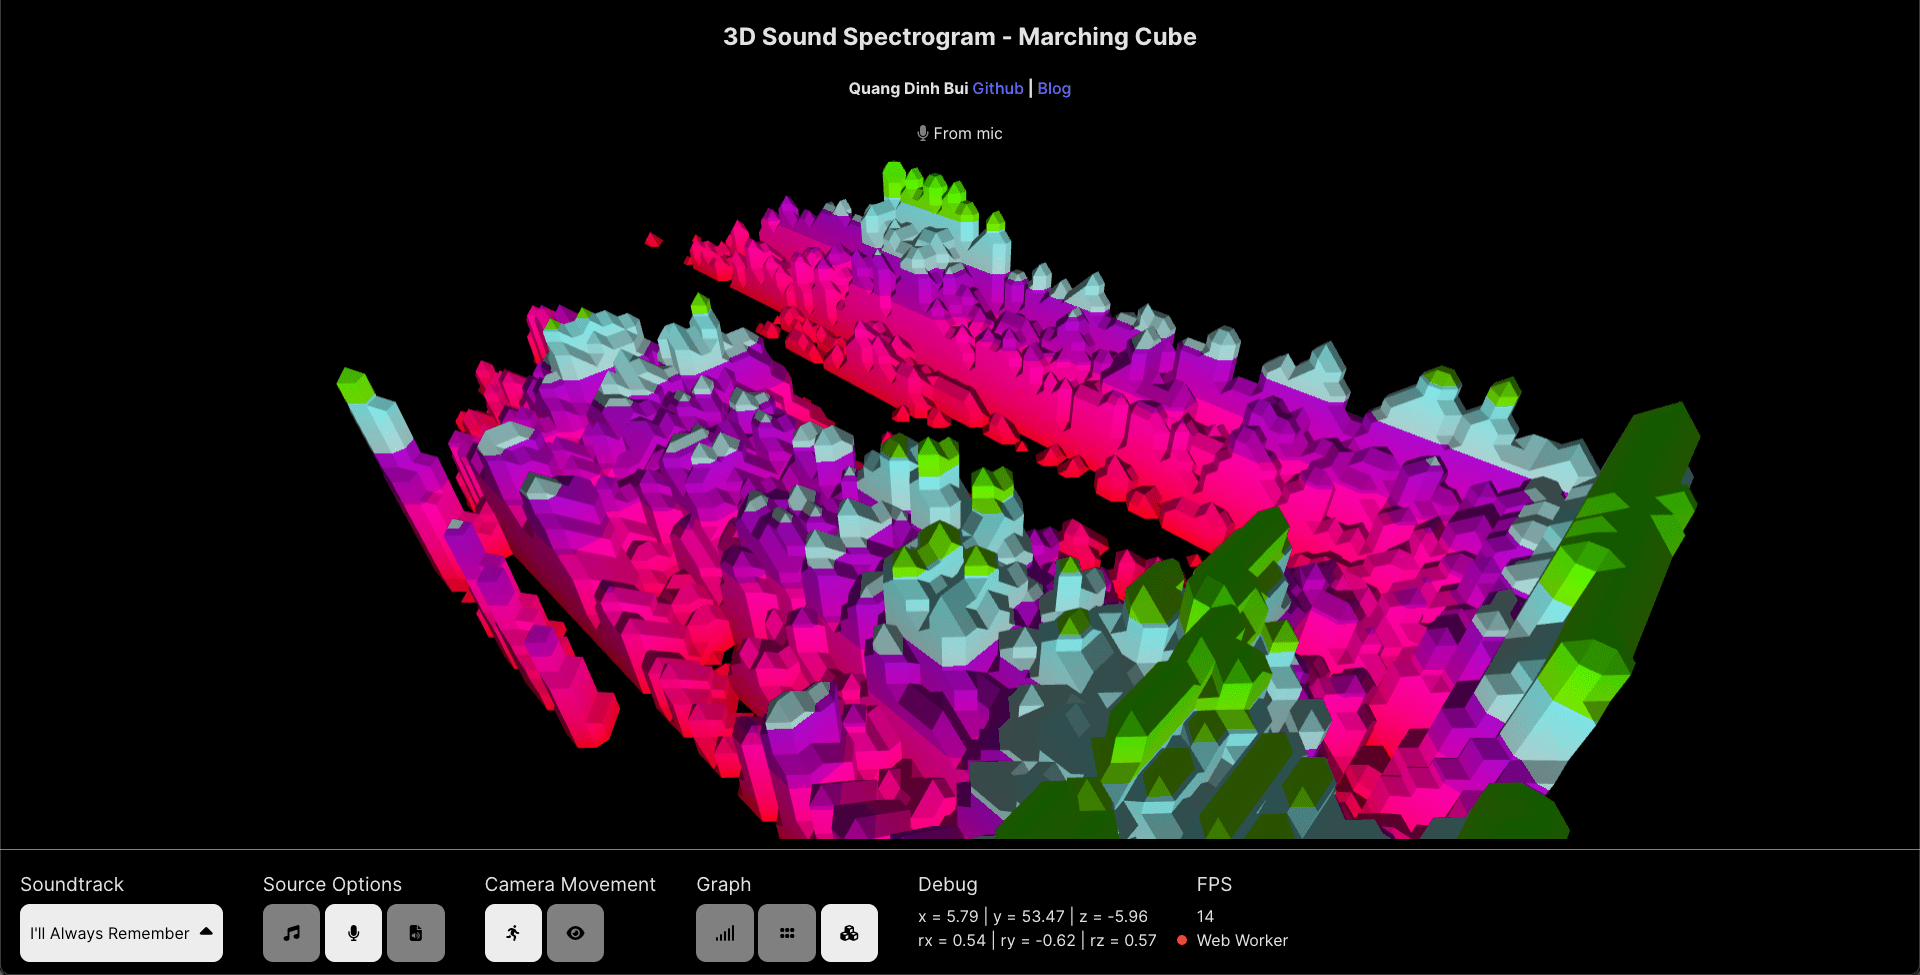 3D Sound Spectrogram - Marching Cube
Quang Dinh Bui Github | Blog
From mic
Soundtrack
I'll Always Remember
Source Options
Camera Movement
Graph
Debug
x = 5.79 | y = 53.47 | z = -5.96
rx = 0.54 | ry = -0.62 | rz = 0.57
FPS
14
Web Worker